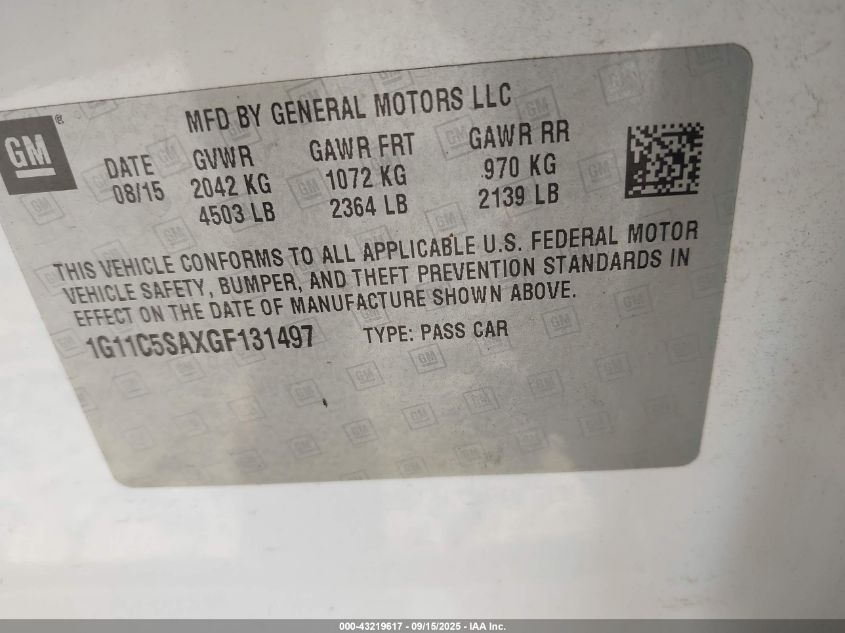 MFD BY GENERAL MOTORS LLC
GM ®
DATE GVWR GAWR FRT GAWR RR
08/15 2042 KG 1072 KG 970 KG
4503 LB 2364 LB 2139 LB
THIS VEHICLE CONFORMS TO ALL APPLICABLE U.S. FEDERAL MOTOR
VEHICLE SAFETY, BUMPER, AND THEFT PREVENTION STANDARDS IN
EFFECT ON THE DATE OF MANUFACTURE SHOWN ABOVE.
1G11C5SAXGF131497 TYPE: PASS CAR
000-43219617 - 09/15/2025 - IAA Inc.